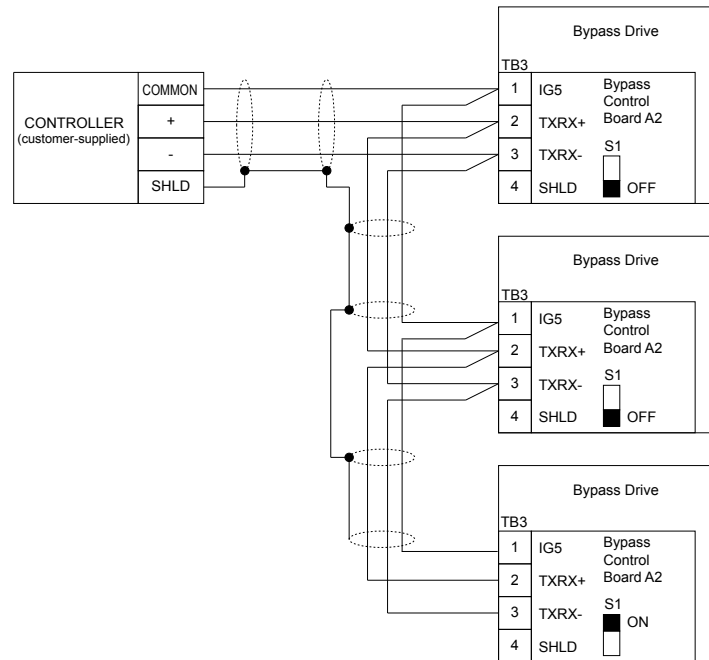 CONTROLLER
(customer-supplied)
COMMON
+
-
SHLD
Bypass Drive
TB3
1 IG5
2 TXRX+
3 TXRX-
4 SHLD
Bypass
Control
Board A2
S1
OFF
Bypass Drive
TB3
1 IG5
2 TXRX+
3 TXRX-
4 SHLD
Bypass
Control
Board A2
S1
OFF
Bypass Drive
TB3
1 IG5
2 TXRX+
3 TXRX-
4 SHLD
Bypass
Control
Board A2
S1
ON